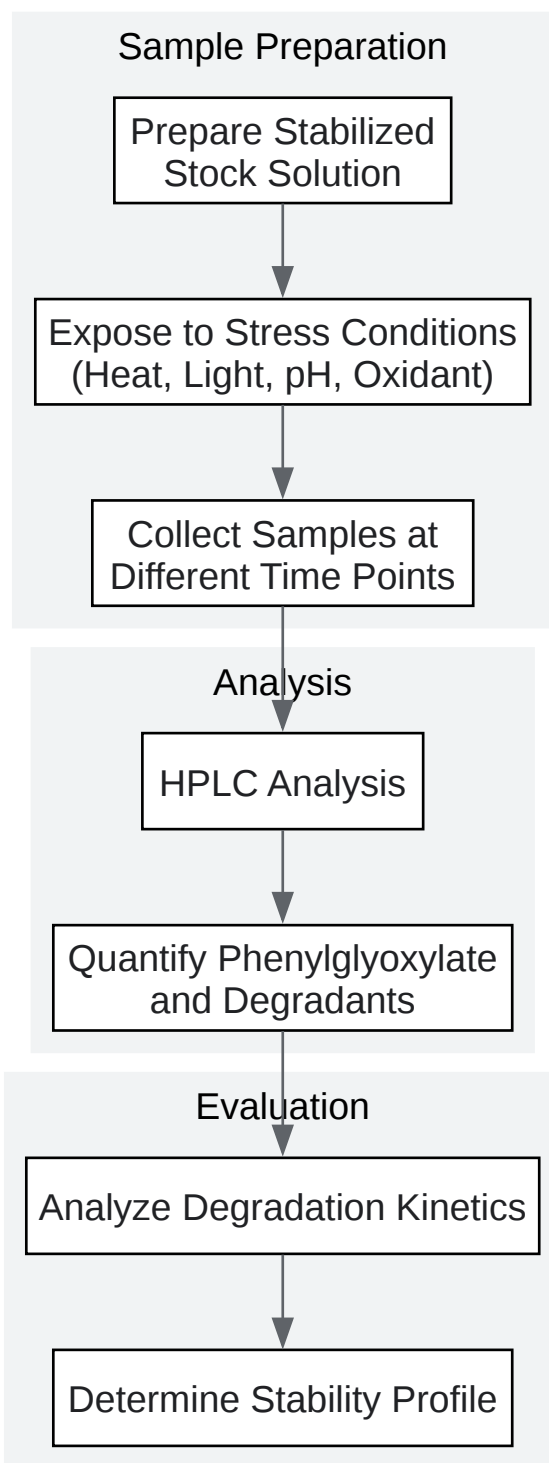 Sample Preparation
Prepare Stabilized
Stock Solution
Expose to Stress Conditions
(Heat, Light, pH, Oxidant)
Collect Samples at
Different Time Points
Analysis
HPLC Analysis
Quantify Phenylglyoxylate
and Degradants
Evaluation
Analyze Degradation Kinetics
Determine Stability Profile